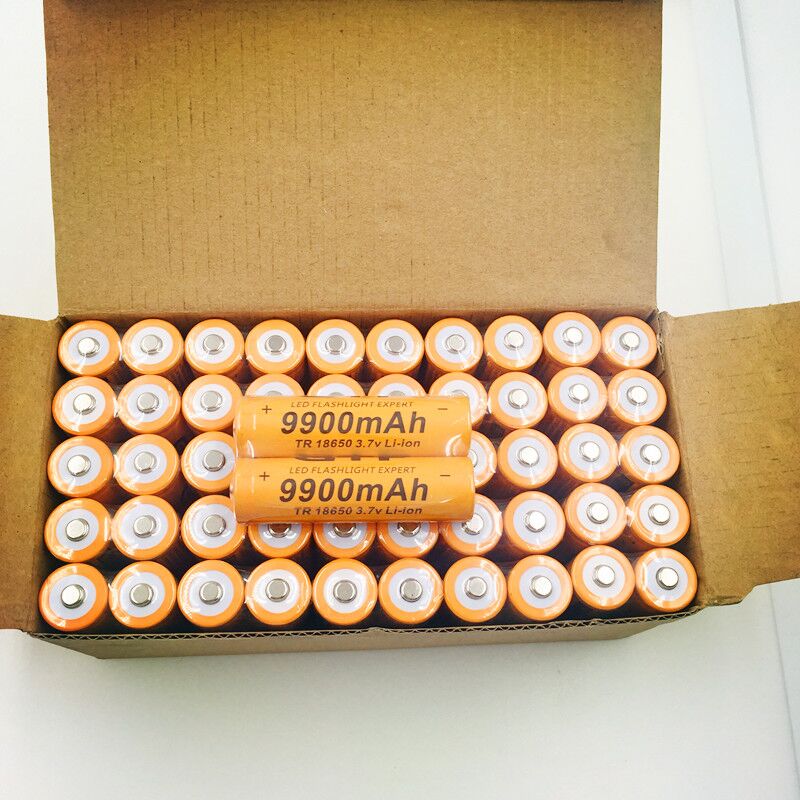 LED FLASHLIGHT EXPERT
+ 9900mAh −
TR 18650 3.7v Li-ion
LED FLASHLIGHT EXPERT
+ 9900mAh −
TR 18650 3.7v Li-ion